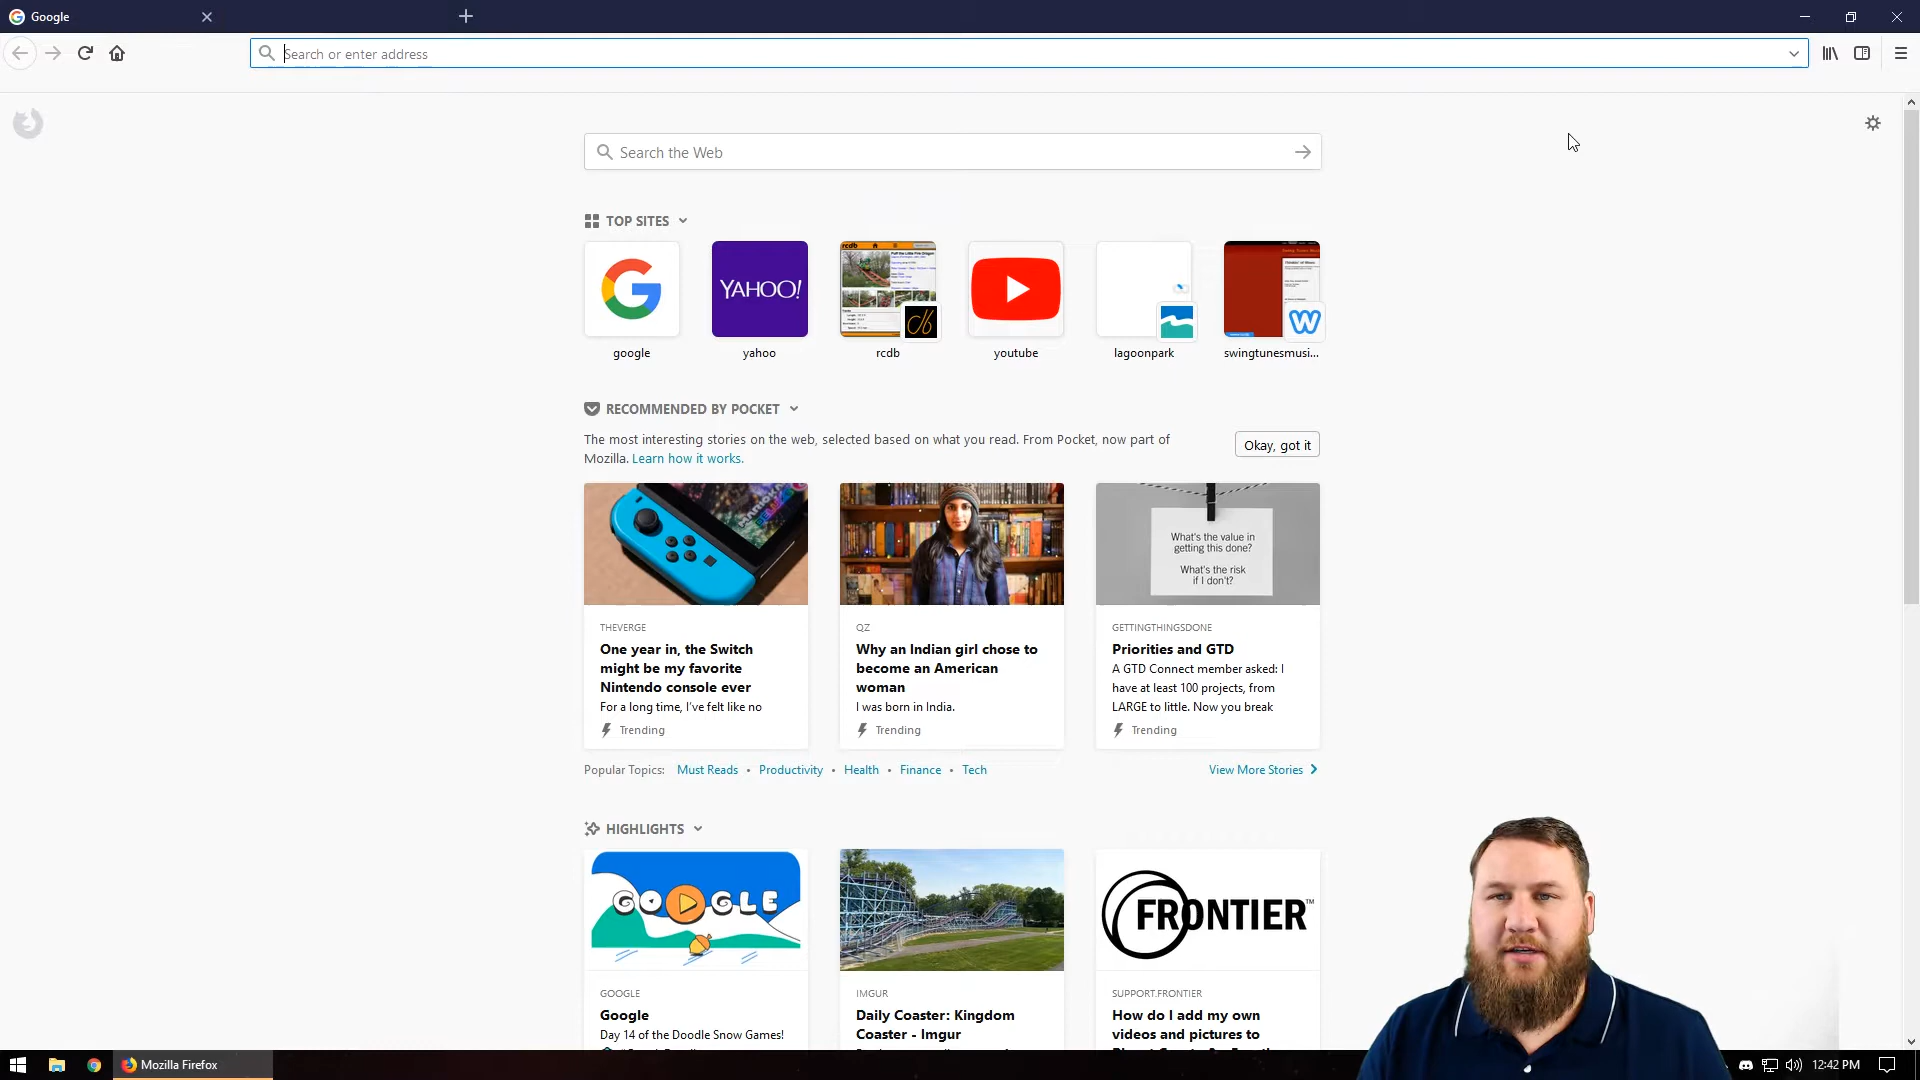 Google
Search or enter address
Search the Web
TOP SITES
YAHOO!
rcdb
google
yahoo
rcdb
youtube
lagoonpark
swingtunesmusi...
RECOMMENDED BY POCKET
The most interesting stories on the web, selected based on what you read. From Pocket, now part of
Mozilla. Learn how it works.
Okay, got it
What's the value in
getting this done?
What's the risk
if I don't?
THEVERGE
One year in, the Switch
might be my favorite
Nintendo console ever
For a long time, I've felt like no
Trending
QZ
Why an Indian girl chose to
become an American
woman
I was born in India.
Trending
GETTINGTHINGSDONE
Priorities and GTD
A GTD Connect member asked: I
have at least 100 projects, from
LARGE to little. Now you break
Trending
Popular Topics: Must Reads • Productivity • Health • Finance • Tech
View More Stories
HIGHLIGHTS
GOOGLE
FRONTIER™
GOOGLE
Google
Day 14 of the Doodle Snow Games!
IMGUR
Daily Coaster: Kingdom
Coaster - Imgur
SUPPORT.FRONTIER
How do I add my own
videos and pictures to
Mozilla Firefox
12:42 PM